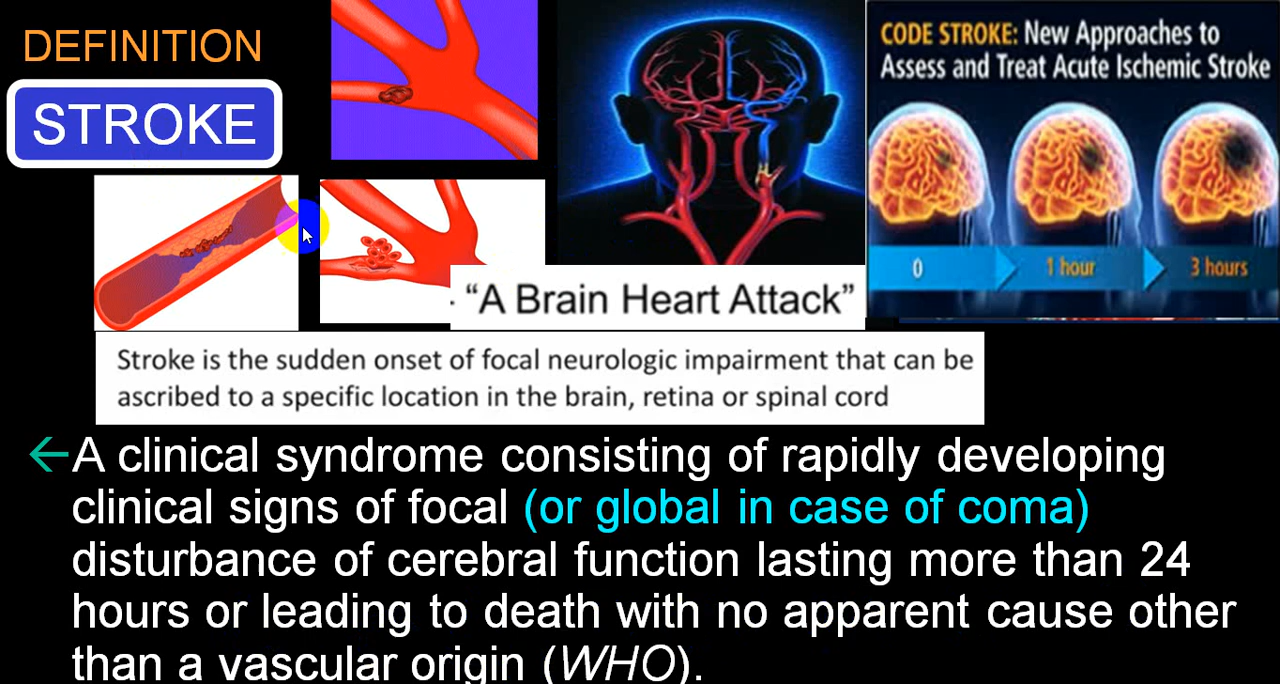 DEFINITION
STROKE
CODE STROKE: New Approaches to
Assess and Treat Acute Ischemic Stroke
0
1 hour
3 hours
“A Brain Heart Attack”
Stroke is the sudden onset of focal neurologic impairment that can be
ascribed to a specific location in the brain, retina or spinal cord
←A clinical syndrome consisting of rapidly developing
clinical signs of focal (or global in case of coma)
disturbance of cerebral function lasting more than 24
hours or leading to death with no apparent cause other
than a vascular origin (WHO).